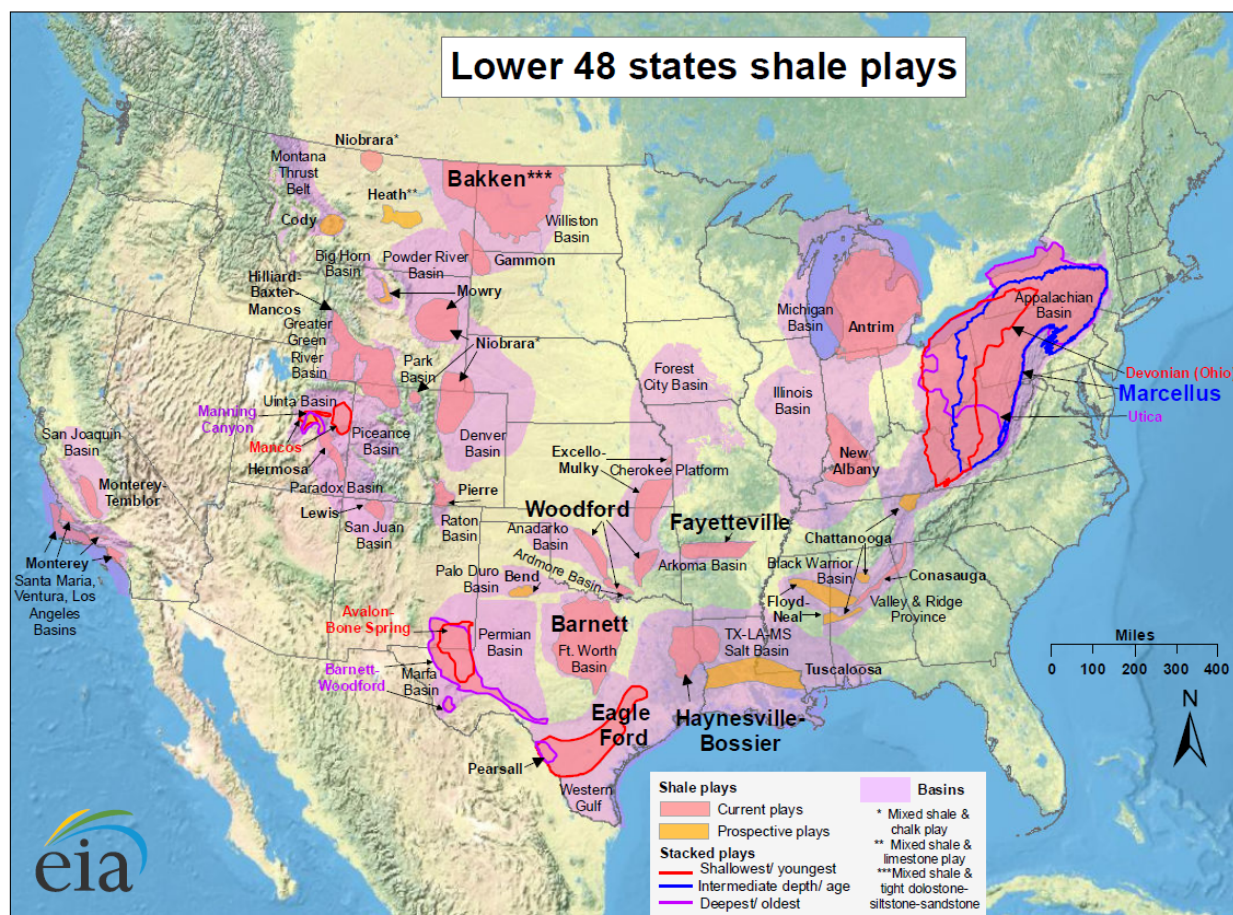 Lower 48 states shale plays
Niobrara*
Montana
Thrust
Belt
Heath**
Cody
Bakken***
Williston
Basin
Big Horn
Basin
Powder River
Basin
Gammon
Hilliard-
Baxter-
Mancos
Mowry
Greater
Green
River
Basin
Niobrara*
Park
Basin
Uinta Basin
Manning
Canyon
Mancos
Piceance
Basin
Denver
Basin
Hermosa
Paradox Basin
Lewis
San Juan
Basin
Pierre
Raton
Basin
San Joaquin
Basin
Monterey-
Temblor
Monterey
Santa Maria,
Ventura, Los
Angeles
Basins
Michigan
Basin
Antrim
Forest
City Basin
Illinois
Basin
New
Albany
Appalachian
Basin
Devonian (Ohio)
Marcellus
Utica
Excello-
Mulky
Cherokee Platform
Woodford
Anadarko
Basin
Ardmore Basin
Fayetteville
Arkoma Basin
Palo Duro
Basin
Bend
Chattanooga
Black Warrior
Basin
Conasauga
Floyd-
Neal
Valley & Ridge
Province
Avalon-
Bone Spring
Permian
Basin
Barnett
Ft. Worth
Basin
TX-LA-MS
Salt Basin
Tuscaloosa
Barnett-
Woodford
Marfa
Basin
Eagle
Ford
Haynesville-
Bossier
Pearsall
Western
Gulf
Miles
0 100 200 300 400
N
Shale plays
Current plays
Prospective plays
Stacked plays
Shallowest/ youngest
Intermediate depth/ age
Deepest/ oldest
Basins
* Mixed shale &
chalk play
** Mixed shale &
limestone play
***Mixed shale &
tight dolostone-
siltstone-sandstone
eia